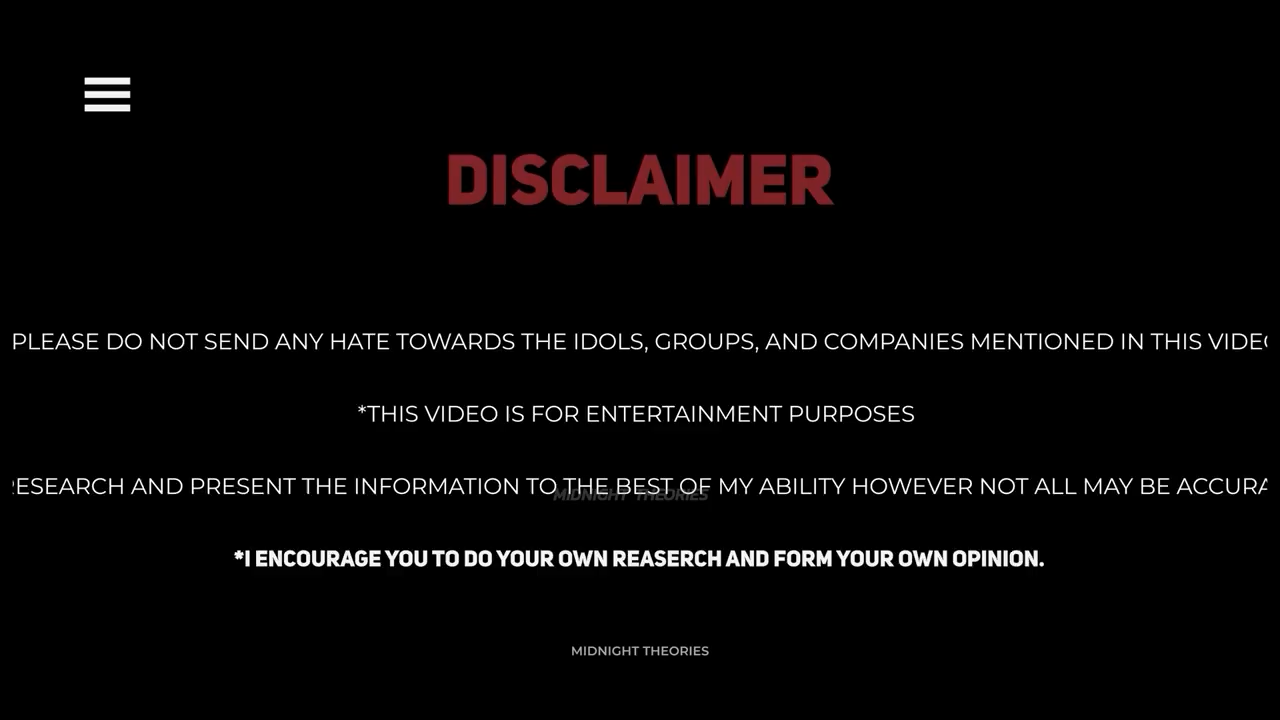 DISCLAIMER
PLEASE DO NOT SEND ANY HATE TOWARDS THE IDOLS, GROUPS, AND COMPANIES MENTIONED IN THIS
*THIS VIDEO IS FOR ENTERTAINMENT PURPOSES
AND PRESENT THE INFORMATION TO THE BEST OF MY ABILITY HOWEVER NOT ALL MAY BE
MIDNIGHT THEORIES
*I ENCOURAGE YOU TO DO YOUR OWN REASERCH AND FORM YOUR OWN OPINION.
MIDNIGHT THEORIES